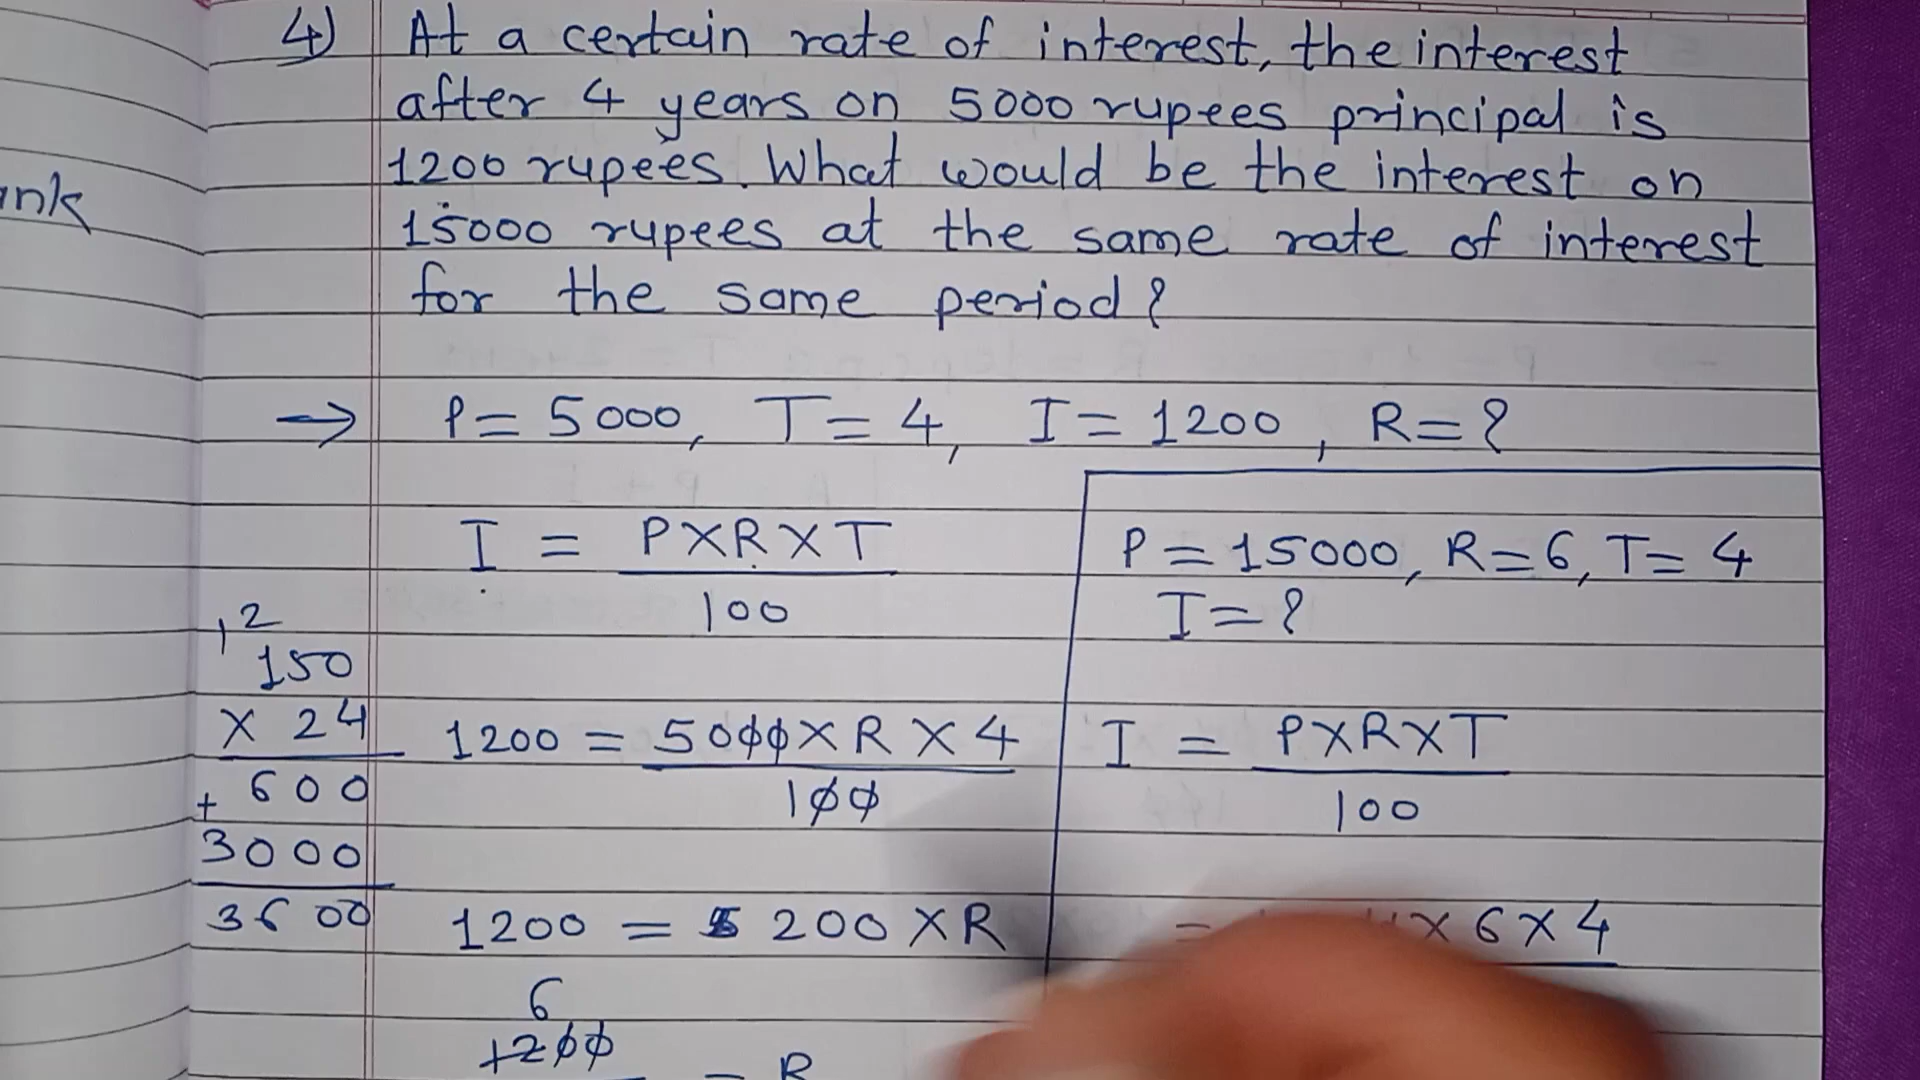 4) At a certain rate of interest, the interest
after 4 years on 5000 rupees principal is
1200 rupees. What would be the interest on
15000 rupees at the same rate of interest
for the same period?
ink
→ P = 5000, T = 4, I = 1200, R = ?
I = P X R X T
100
P = 15000, R = 6, T = 4
I = ?
1 2
150
X 24
+ 600
3000
3600
1200 = 5000 X R X 4
100
I = P X R X T
100
1200 = 200 X R
= X 6 X 4
6
1200
= R